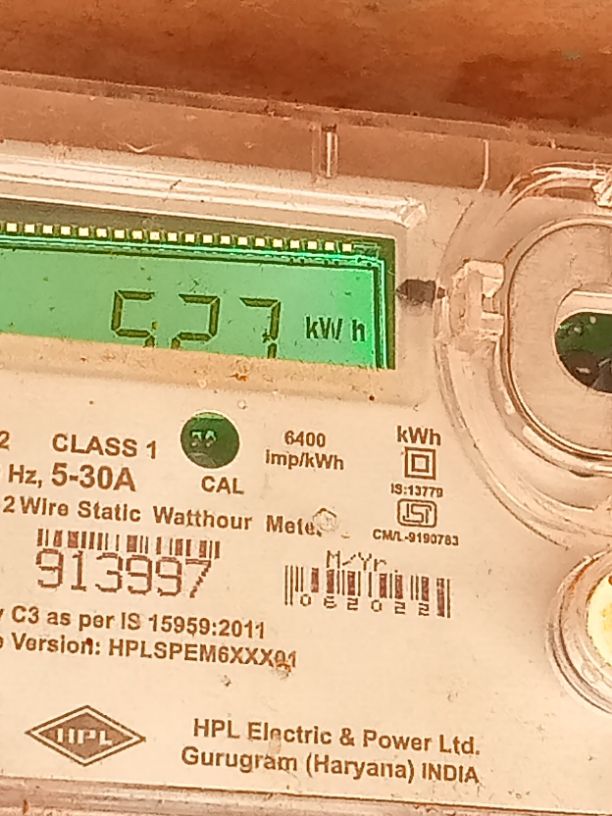 527 kWh
2 CLASS 1
CAL
6400
imp/kWh
kWh
IS:13779
Hz, 5-30A
2 Wire Static Watthour Meter
CM/L-9190783
913997
M/Yr.
062022
C3 as per IS 15959:2011
Version: HPLSPEM6XXX01
HPL
HPL Electric & Power Ltd.
Gurugram (Haryana) INDIA